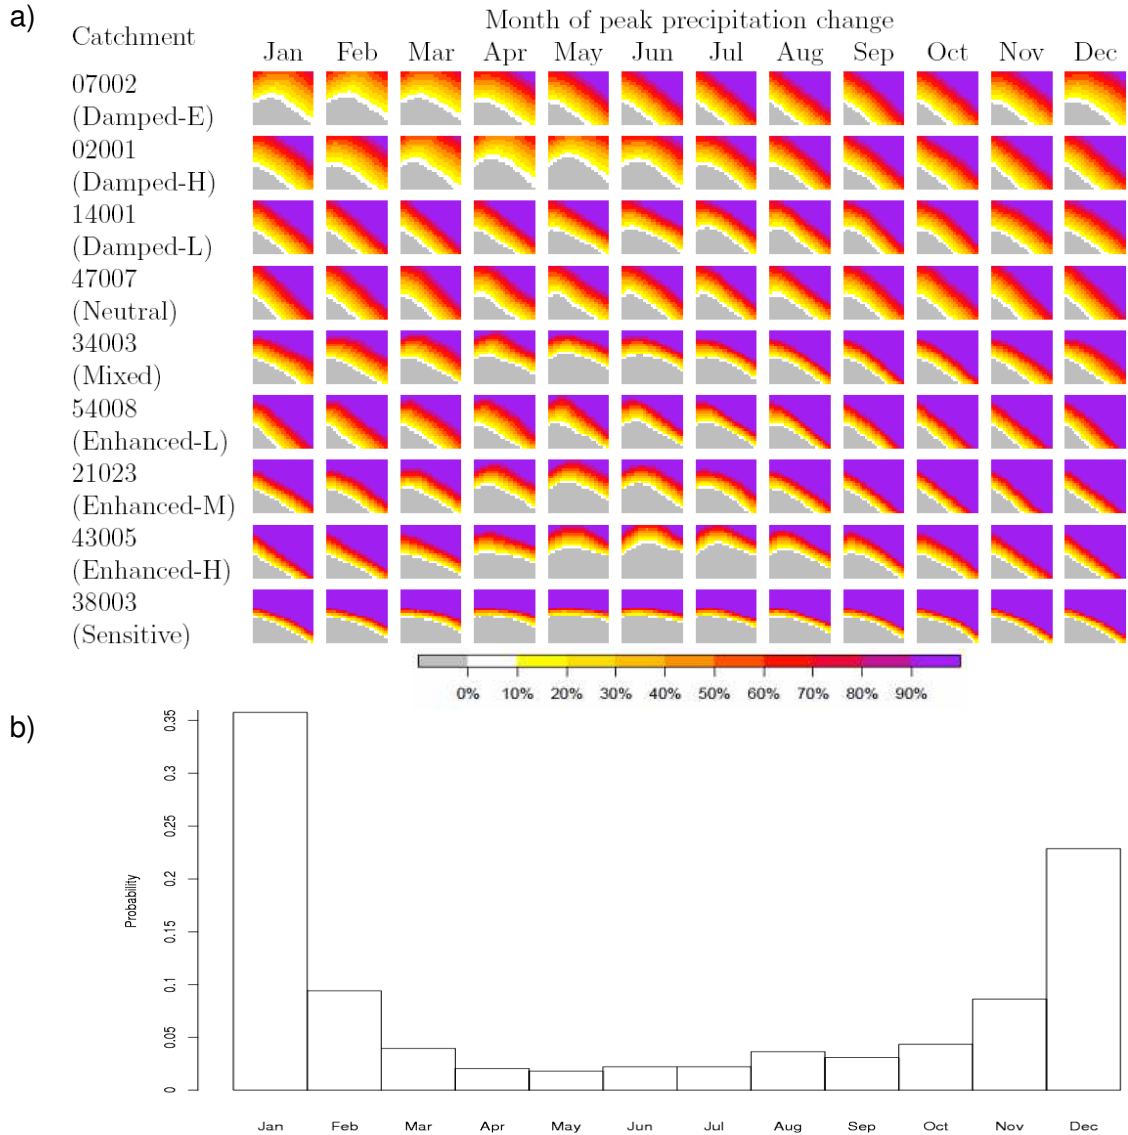 a)
Month of peak precipitation change
Catchment
Jan Feb Mar Apr May Jun Jul Aug Sep Oct Nov Dec
07002
(Damped-E)
02001
(Damped-H)
14001
(Damped-L)
47007
(Neutral)
34003
(Mixed)
54008
(Enhanced-L)
21023
(Enhanced-M)
43005
(Enhanced-H)
38003
(Sensitive)
0% 10% 20% 30% 40% 50% 60% 70% 80% 90%
b)
0.35
0.3
0.25
0.2
0.15
0.1
0.05
0
Probability
Jan Feb Mar Apr May Jun Jul Aug Sep Oct Nov Dec